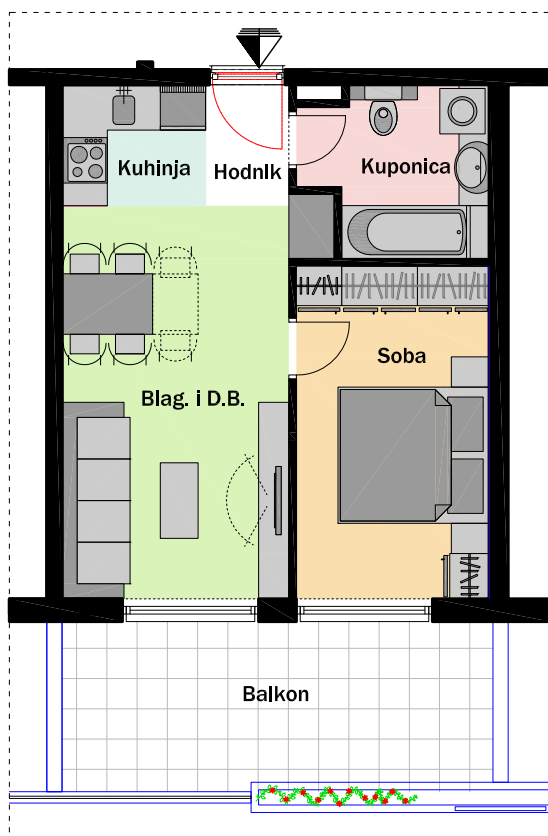 Kuhinja
Hodnik
Kuponica
Soba
Blag. i D.B.
Balkon